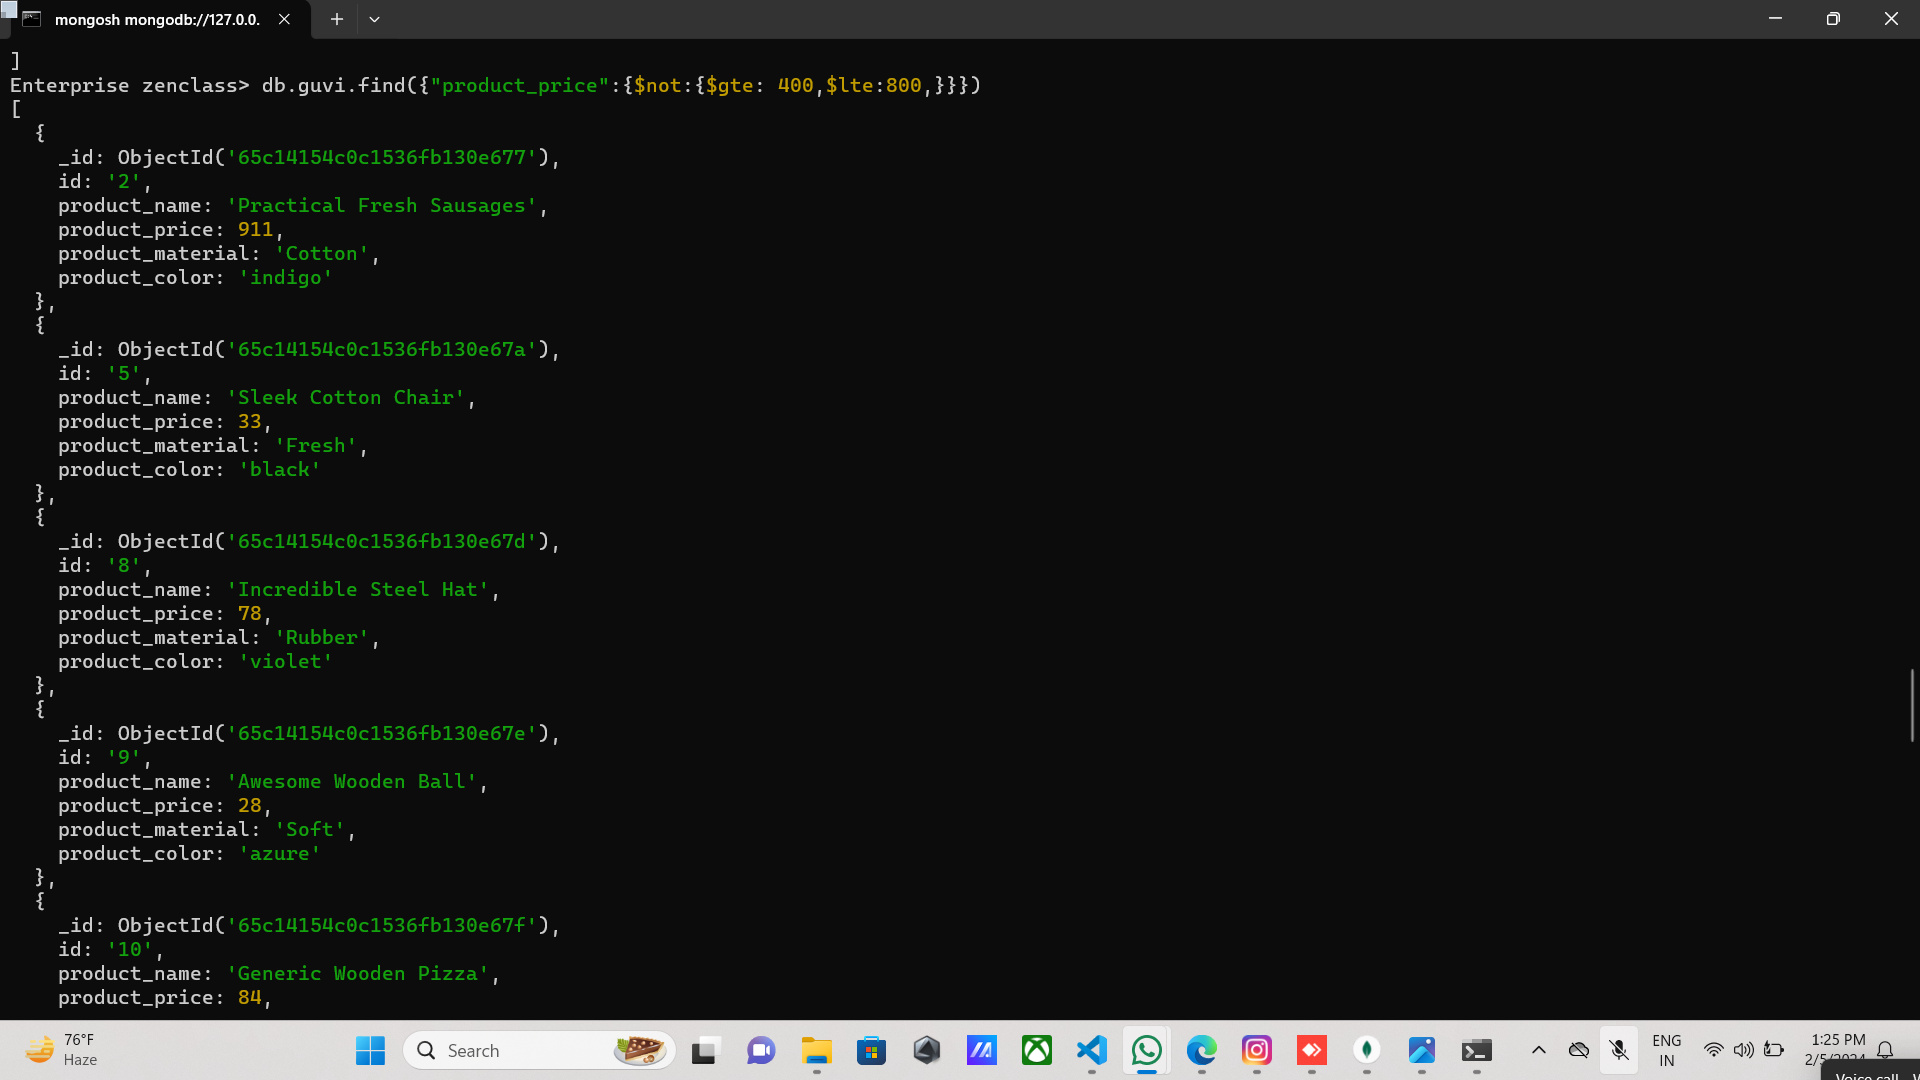 mongosh mongodb://127.0.0.
]
Enterprise zenclass> db.guvi.find({"product_price":{$not:{$gte: 400,$lte:800,}}})
[
  {
    _id: ObjectId('65c14154c0c1536fb130e677'),
    id: '2',
    product_name: 'Practical Fresh Sausages',
    product_price: 911,
    product_material: 'Cotton',
    product_color: 'indigo'
  },
  {
    _id: ObjectId('65c14154c0c1536fb130e67a'),
    id: '5',
    product_name: 'Sleek Cotton Chair',
    product_price: 33,
    product_material: 'Fresh',
    product_color: 'black'
  },
  {
    _id: ObjectId('65c14154c0c1536fb130e67d'),
    id: '8',
    product_name: 'Incredible Steel Hat',
    product_price: 78,
    product_material: 'Rubber',
    product_color: 'violet'
  },
  {
    _id: ObjectId('65c14154c0c1536fb130e67e'),
    id: '9',
    product_name: 'Awesome Wooden Ball',
    product_price: 28,
    product_material: 'Soft',
    product_color: 'azure'
  },
  {
    _id: ObjectId('65c14154c0c1536fb130e67f'),
    id: '10',
    product_name: 'Generic Wooden Pizza',
    product_price: 84,
76°F
Haze
Search
ENG
IN
1:25 PM
2/5/2024
Voice call